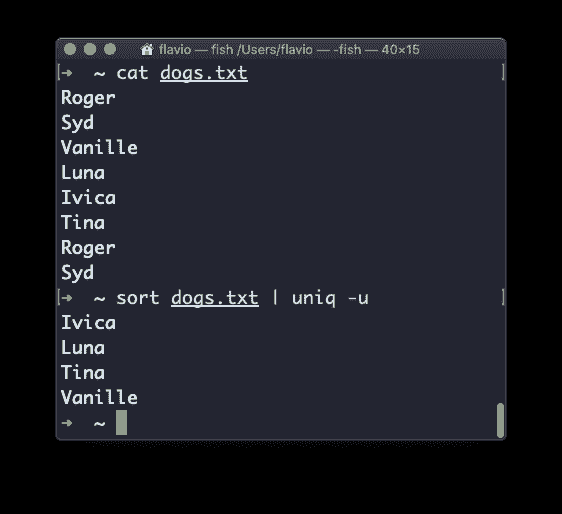 flavio — fish /Users/flavio — -fish — 40×15
[➜  ~ cat dogs.txt ]
Roger
Syd
Vanille
Luna
Ivica
Tina
Roger
Syd
[➜  ~ sort dogs.txt | uniq -u ]
Ivica
Luna
Tina
Vanille
➜  ~